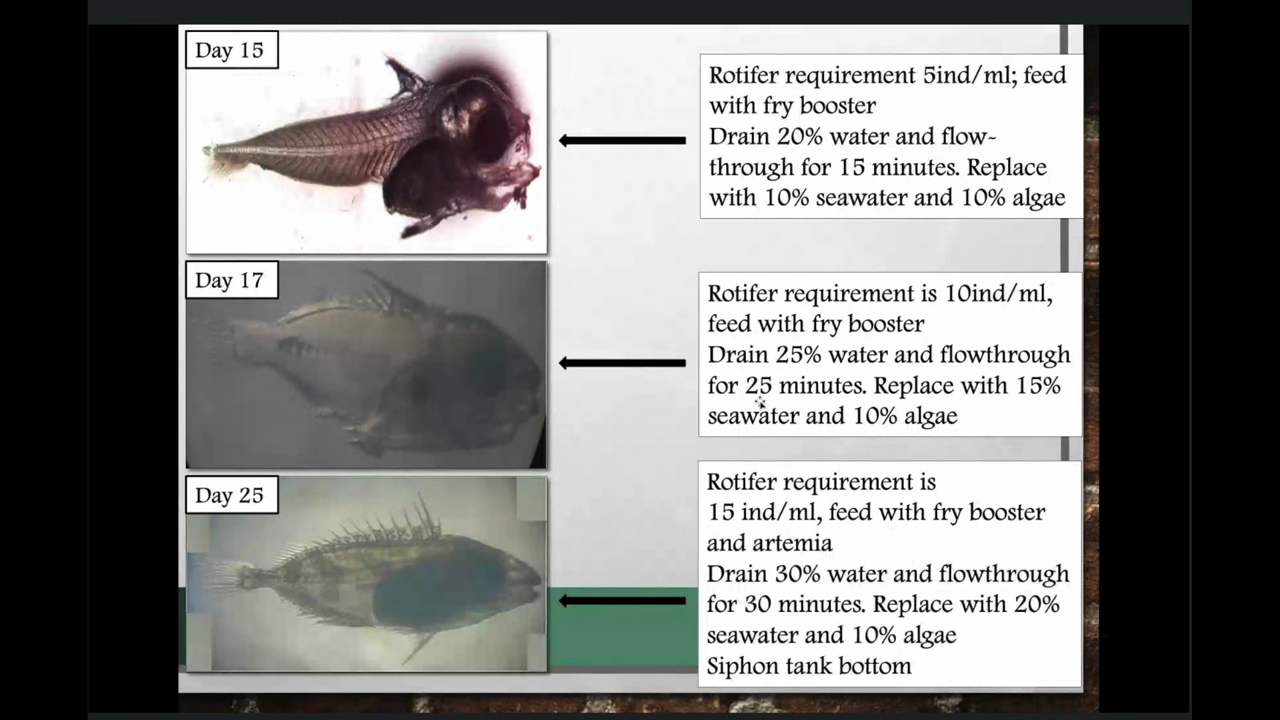 Day 15
Rotifer requirement 5ind/ml; feed
with fry booster
Drain 20% water and flow-
through for 15 minutes. Replace
with 10% seawater and 10% algae
Day 17
Rotifer requirement is 10ind/ml,
feed with fry booster
Drain 25% water and flowthrough
for 25 minutes. Replace with 15%
seawater and 10% algae
Day 25
Rotifer requirement is
15 ind/ml, feed with fry booster
and artemia
Drain 30% water and flowthrough
for 30 minutes. Replace with 20%
seawater and 10% algae
Siphon tank bottom